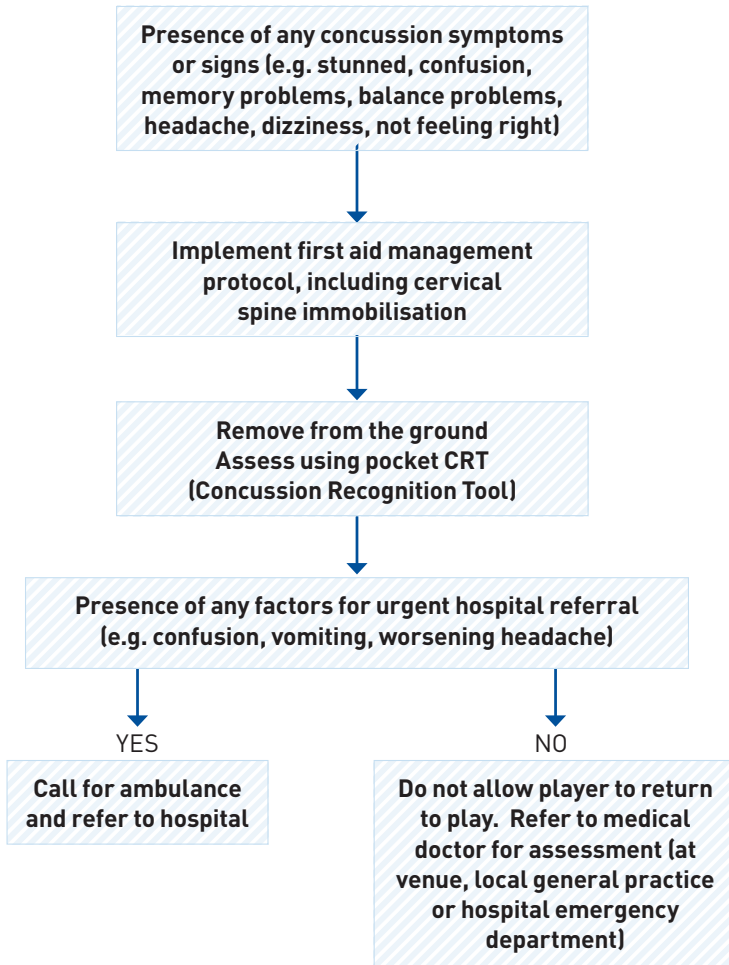 Presence of any concussion symptoms
or signs (e.g. stunned, confusion,
memory problems, balance problems,
headache, dizziness, not feeling right)
Implement first aid management
protocol, including cervical
spine immobilisation
Remove from the ground
Assess using pocket CRT
(Concussion Recognition Tool)
Presence of any factors for urgent hospital referral
(e.g. confusion, vomiting, worsening headache)
YES
Call for ambulance
and refer to hospital
NO
Do not allow player to return
to play. Refer to medical
doctor for assessment (at
venue, local general practice
or hospital emergency
department)